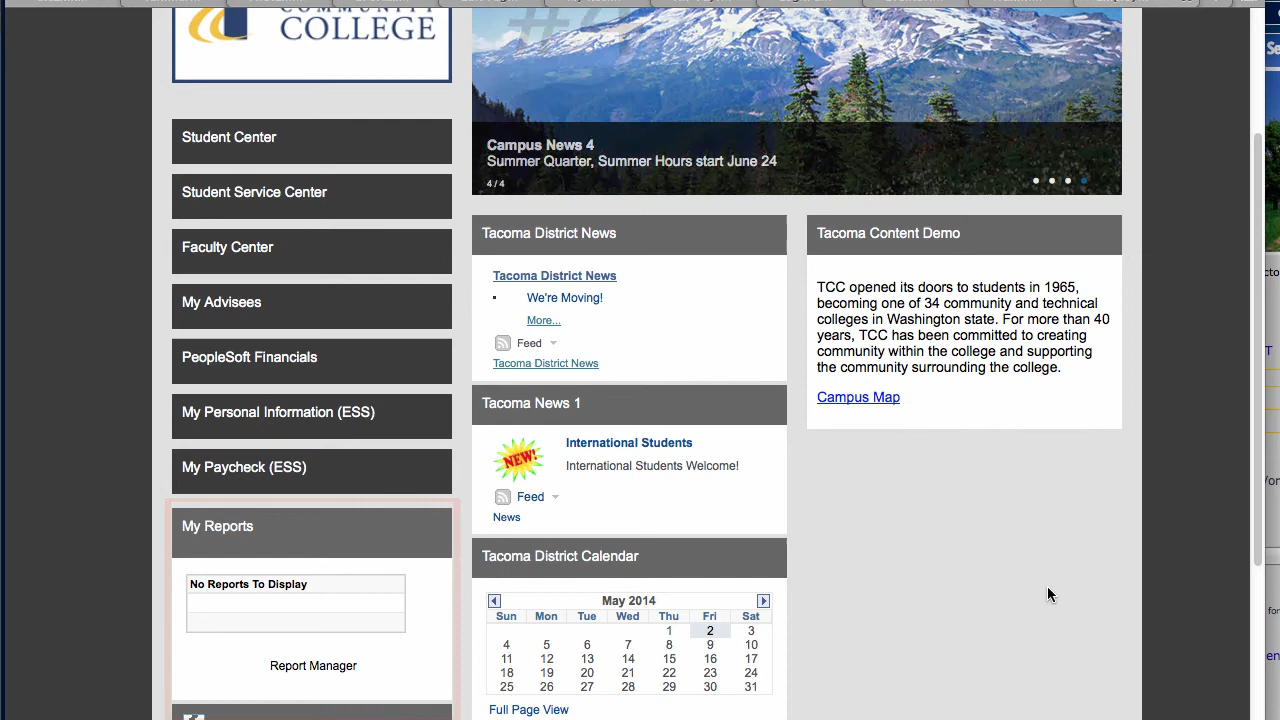 COLLEGE
Student Center
Student Service Center
Faculty Center
My Advisees
PeopleSoft Financials
My Personal Information (ESS)
My Paycheck (ESS)
My Reports
No Reports To Display
Report Manager
Campus News 4
Summer Quarter, Summer Hours start June 24
4 / 4
Tacoma District News
Tacoma District News
We're Moving!
More...
Feed
Tacoma District News
Tacoma News 1
NEW!
International Students
International Students Welcome!
Feed
News
Tacoma District Calendar
May 2014
Sun Mon Tue Wed Thu Fri Sat
1 2 3
4 5 6 7 8 9 10
11 12 13 14 15 16 17
18 19 20 21 22 23 24
25 26 27 28 29 30 31
Full Page View
Tacoma Content Demo
TCC opened its doors to students in 1965,
becoming one of 34 community and technical
colleges in Washington state. For more than 40
years, TCC has been committed to creating
community within the college and supporting
the community surrounding the college.
Campus Map